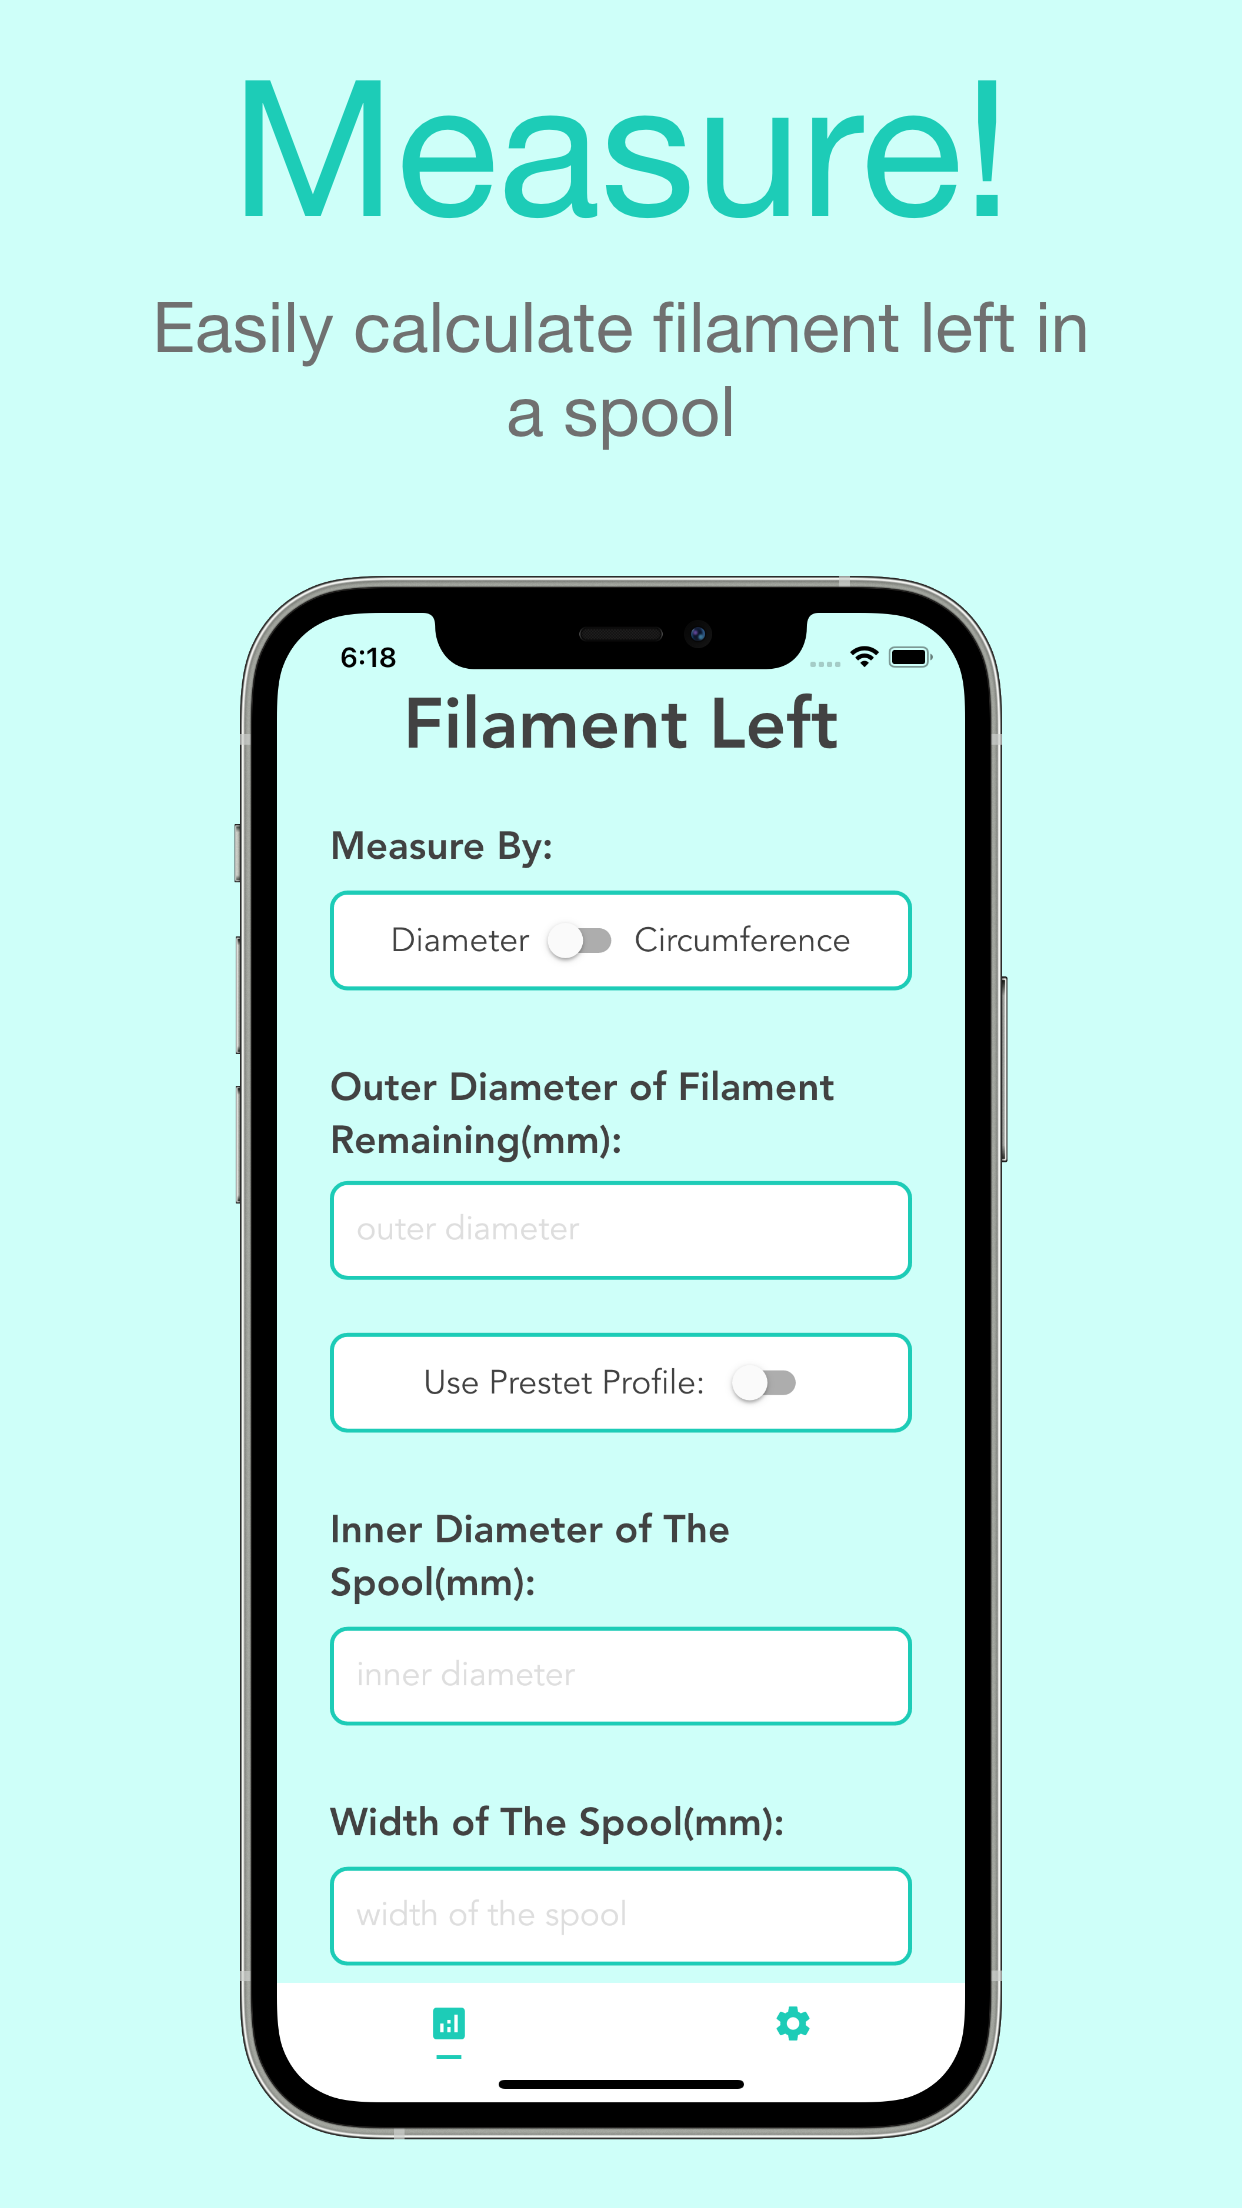 Measure!
Easily calculate filament left in
a spool
6:18
Filament Left
Measure By:
Diameter Circumference
Outer Diameter of Filament
Remaining(mm):
outer diameter
Use Prestet Profile:
Inner Diameter of The
Spool(mm):
inner diameter
Width of The Spool(mm):
width of the spool